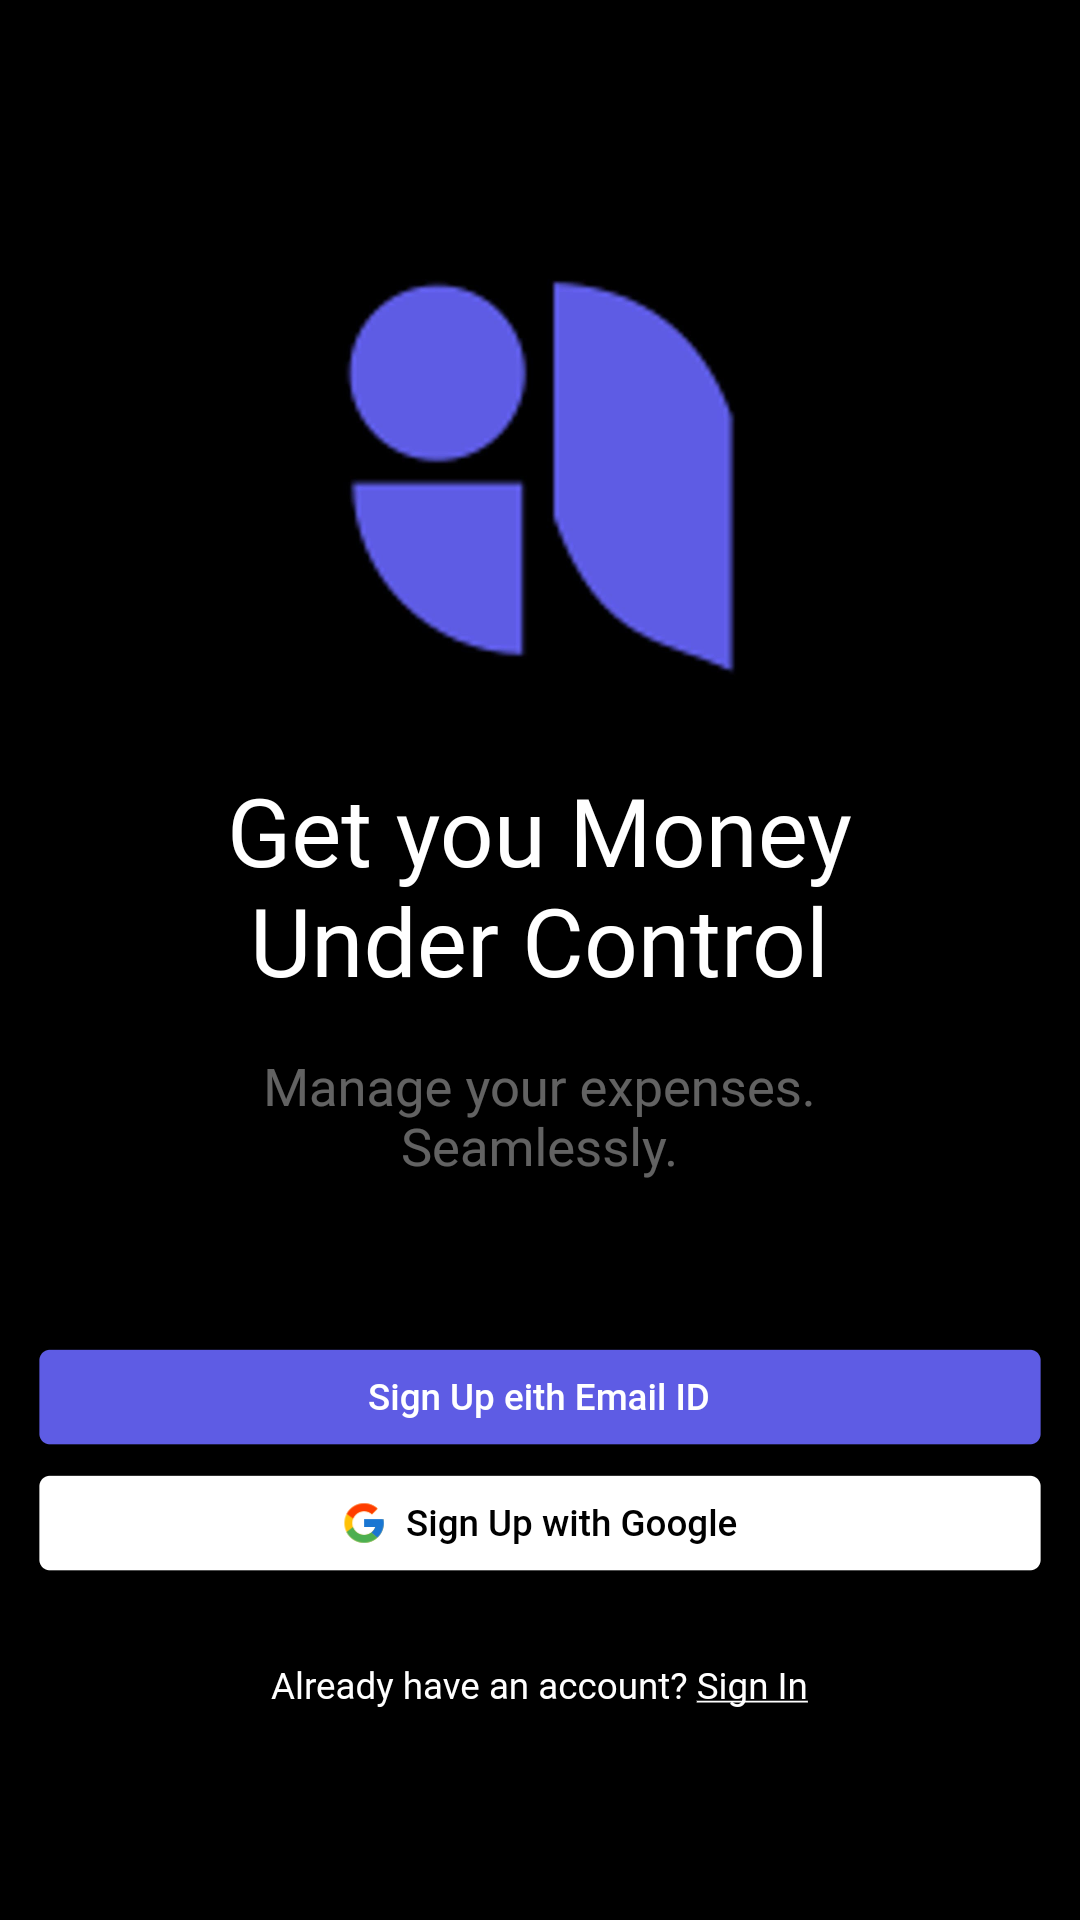 Get you Money
Under Control
Manage your expenses.
Seamlessly.
Sign Up eith Email ID
Sign Up with Google
Already have an account? Sign In